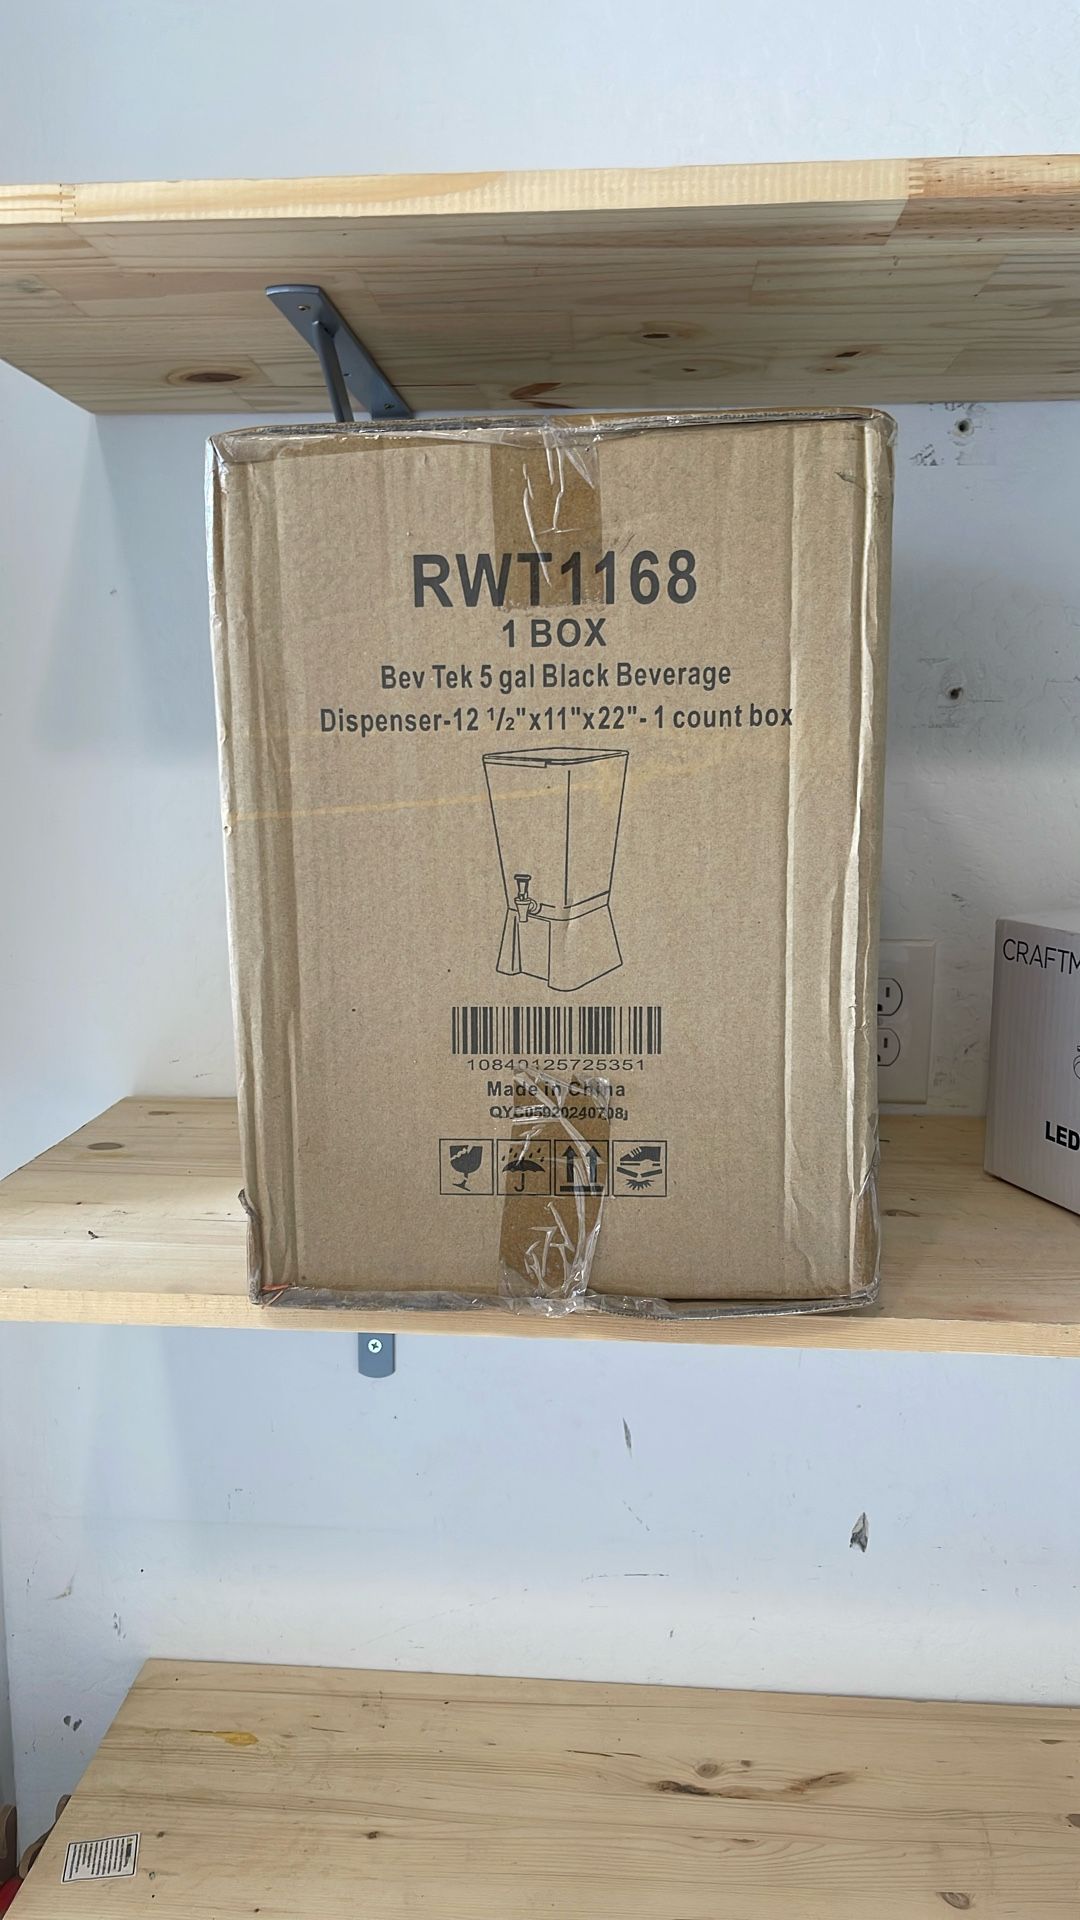 RWT1168
1 BOX
Bev Tek 5 gal Black Beverage
Dispenser-12 ½"x11"x22"- 1 count box
10840125725351
Made in China
QYC05920240708j
CRAFTM
LED